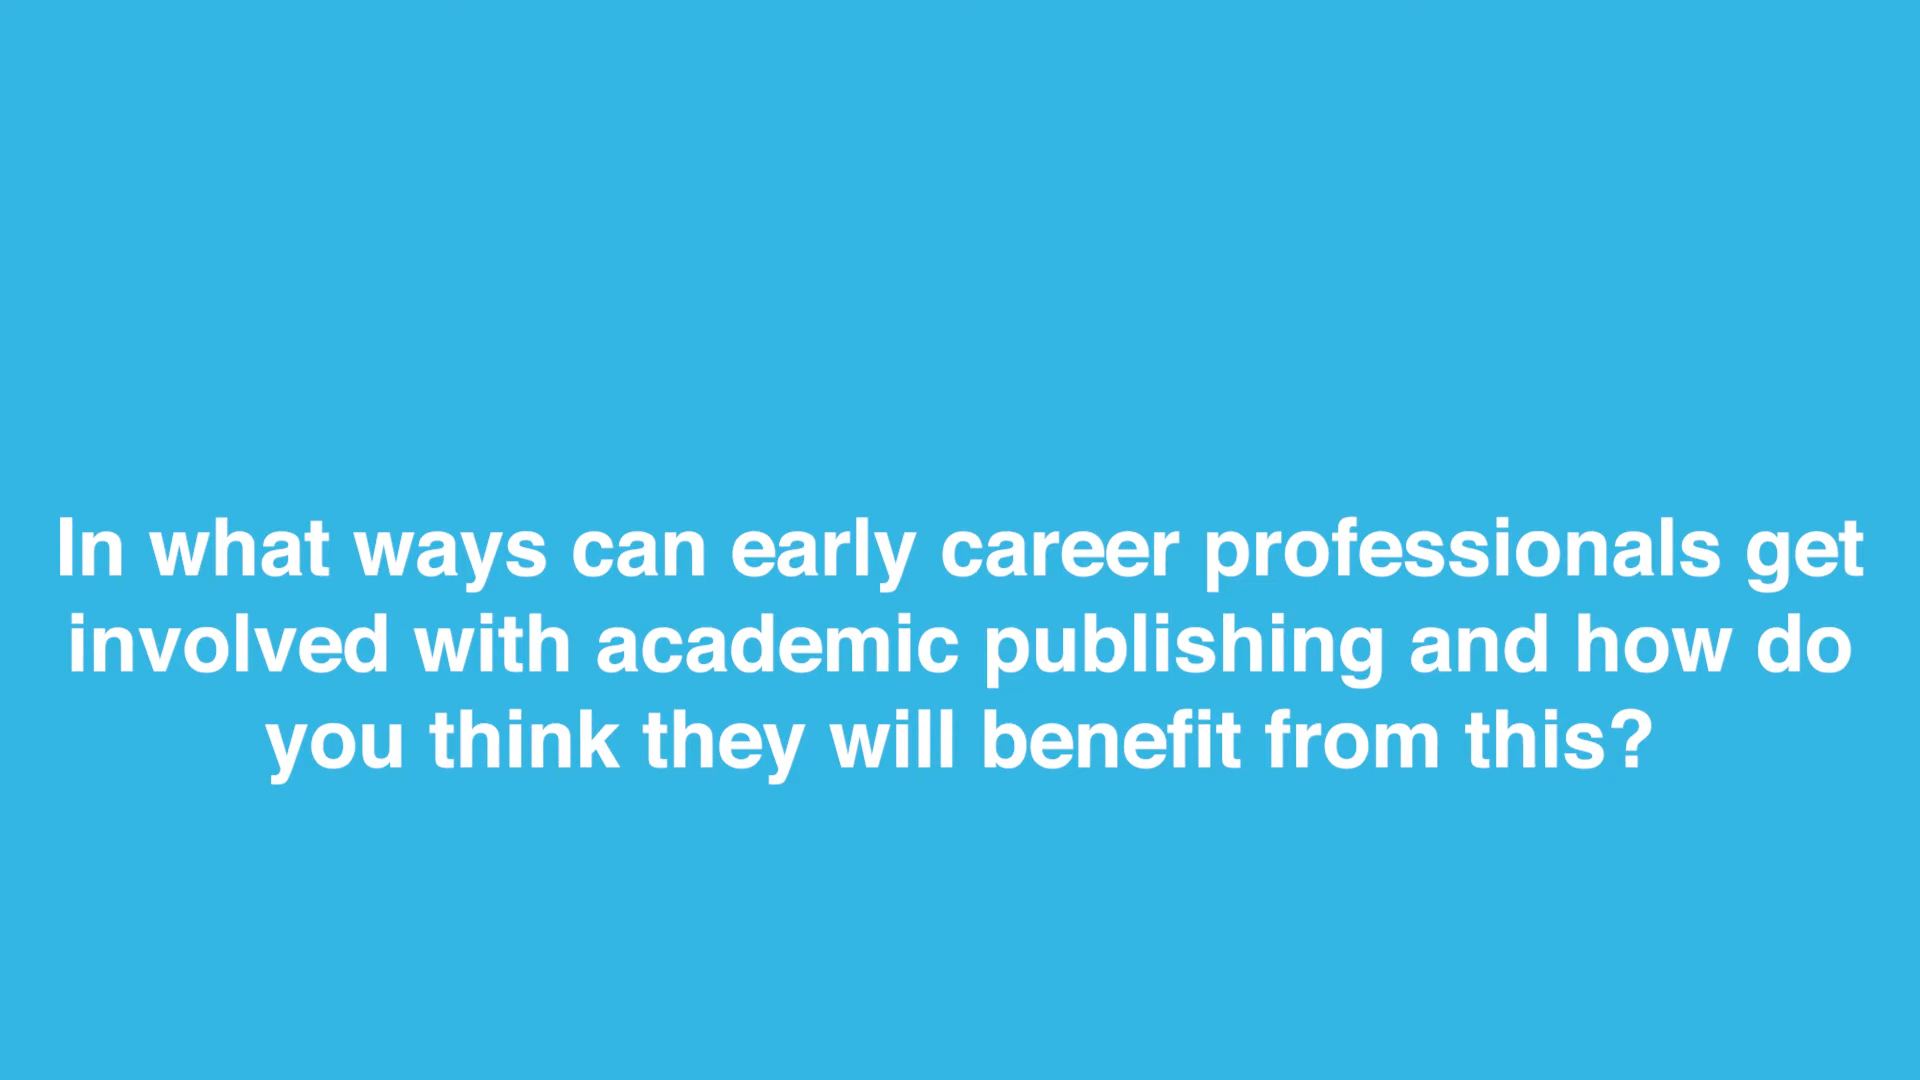 In what ways can early career professionals get
involved with academic publishing and how do
you think they will benefit from this?